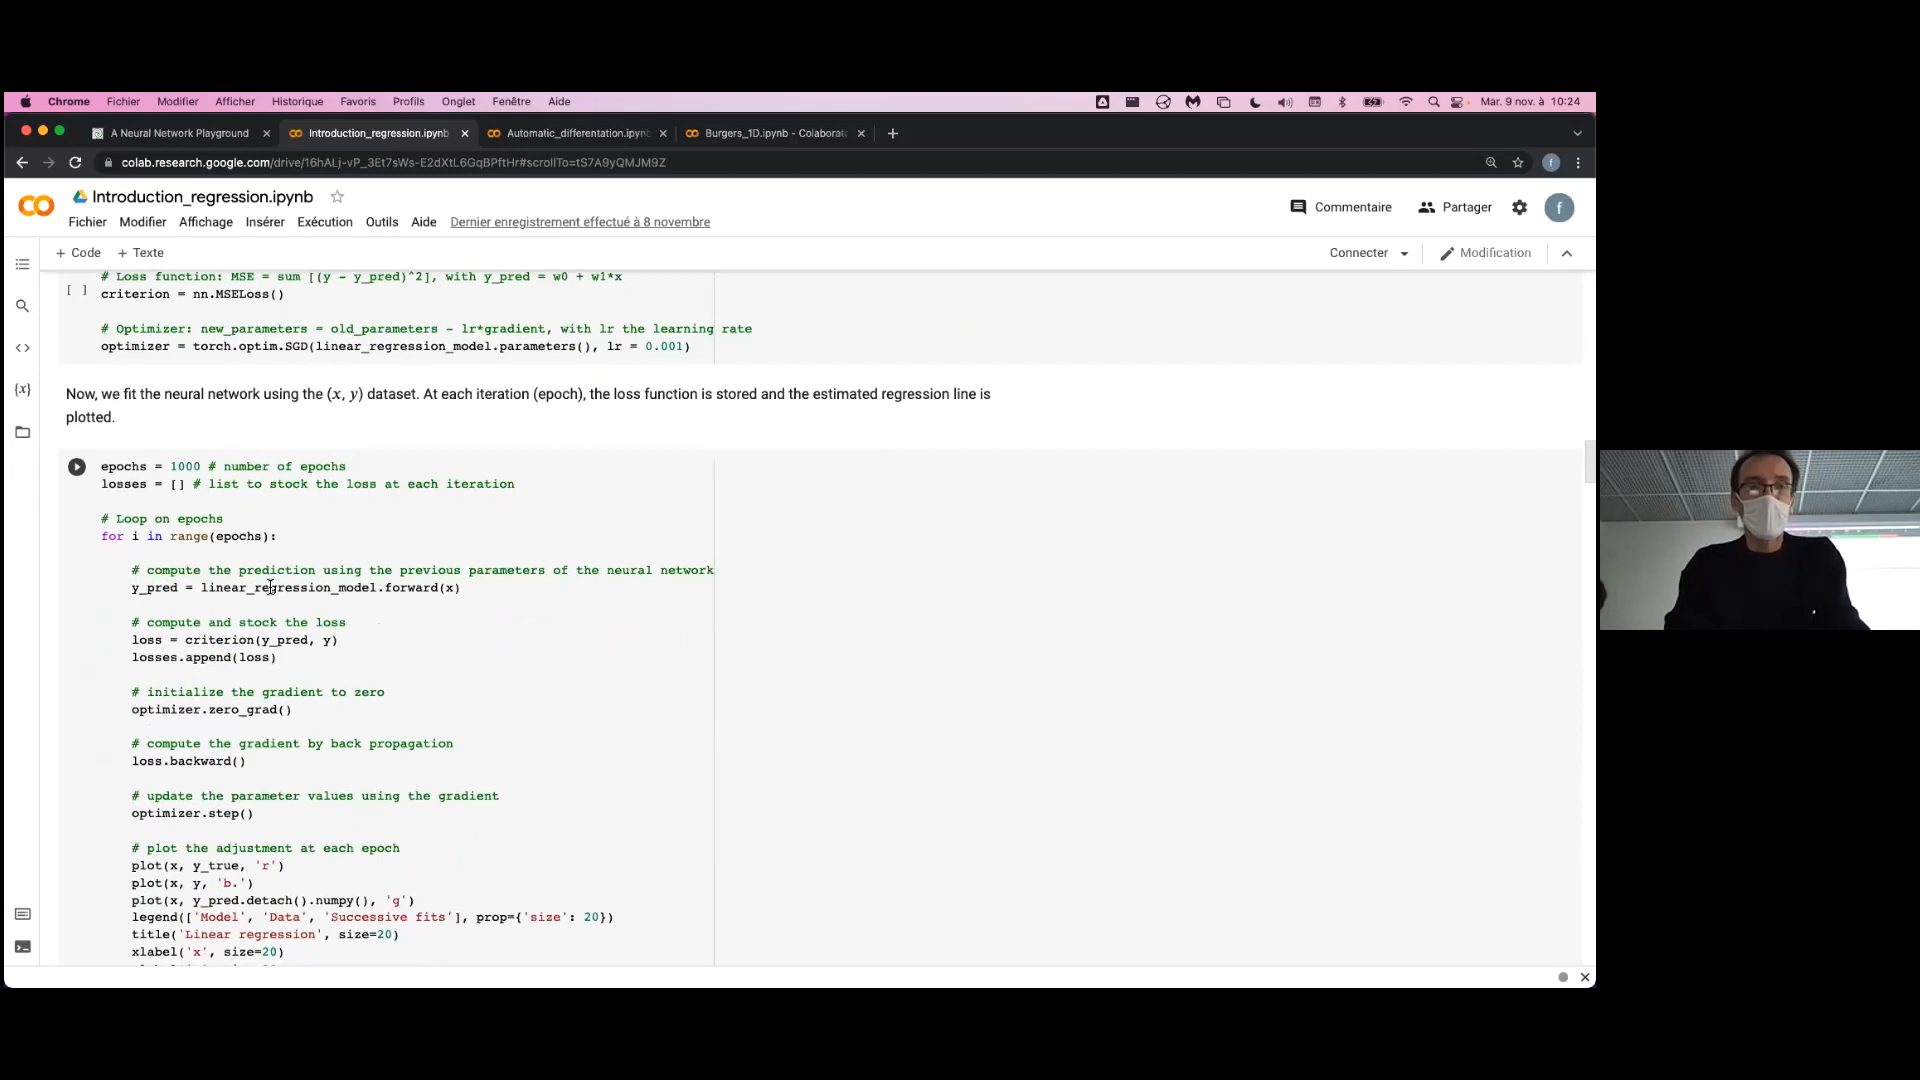 Chrome Fichier Modifier Afficher Historique Favoris Profils Onglet Fenêtre Aide Mar. 9 nov. à 10:24
A Neural Network Playground Introduction_regression.ipynb Automatic_differentation.ipynb Burgers_1D.ipynb - Colaborat
colab.research.google.com/drive/16hALj-vP_3Et7sWs-E2dXtL6GqBPftHr#scrollTo=tS7A9yQMJM9Z f
Introduction_regression.ipynb
Commentaire Partager f
Fichier Modifier Affichage Insérer Exécution Outils Aide Dernier enregistrement effectué à 8 novembre
+ Code + Texte Connecter Modification
# Loss function: MSE = sum [(y - y_pred)^2], with y_pred = w0 + w1*x
[ ] criterion = nn.MSELoss()
# Optimizer: new_parameters = old_parameters - lr*gradient, with lr the learning rate
optimizer = torch.optim.SGD(linear_regression_model.parameters(), lr = 0.001)
Now, we fit the neural network using the (x, y) dataset. At each iteration (epoch), the loss function is stored and the estimated regression line is
plotted.
epochs = 1000 # number of epochs
losses = [] # list to stock the loss at each iteration
# Loop on epochs
for i in range(epochs):
# compute the prediction using the previous parameters of the neural network
y_pred = linear_regression_model.forward(x)
# compute and stock the loss
loss = criterion(y_pred, y)
losses.append(loss)
# initialize the gradient to zero
optimizer.zero_grad()
# compute the gradient by back propagation
loss.backward()
# update the parameter values using the gradient
optimizer.step()
# plot the adjustment at each epoch
plot(x, y_true, 'r')
plot(x, y, 'b.')
plot(x, y_pred.detach().numpy(), 'g')
legend(['Model', 'Data', 'Successive fits'], prop={'size': 20})
title('Linear regression', size=20)
xlabel('x', size=20)